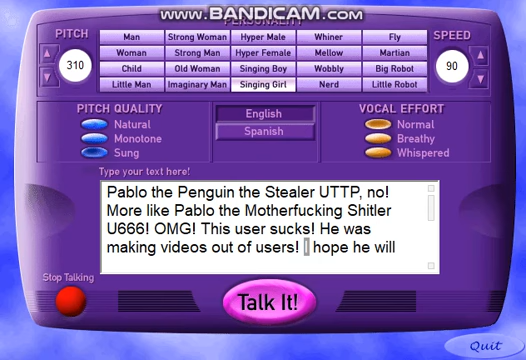 www.BANDICAM.com
PERSONALITY
PITCH
310
Man Strong Woman Hyper Male Whiner Fly
Woman Strong Man Hyper Female Mellow Martian
Child Old Woman Singing Boy Wobbly Big Robot
Little Man Imaginary Man Singing Girl Nerd Little Robot
SPEED
90
PITCH QUALITY
Natural
Monotone
Sung
English
Spanish
VOCAL EFFORT
Normal
Breathy
Whispered
Type your text here!
Pablo the Penguin the Stealer UTTP, no!
More like Pablo the Motherfucking Shitler
U666! OMG! This user sucks! He was
making videos out of users! I hope he will
Stop Talking
Talk It!
Quit